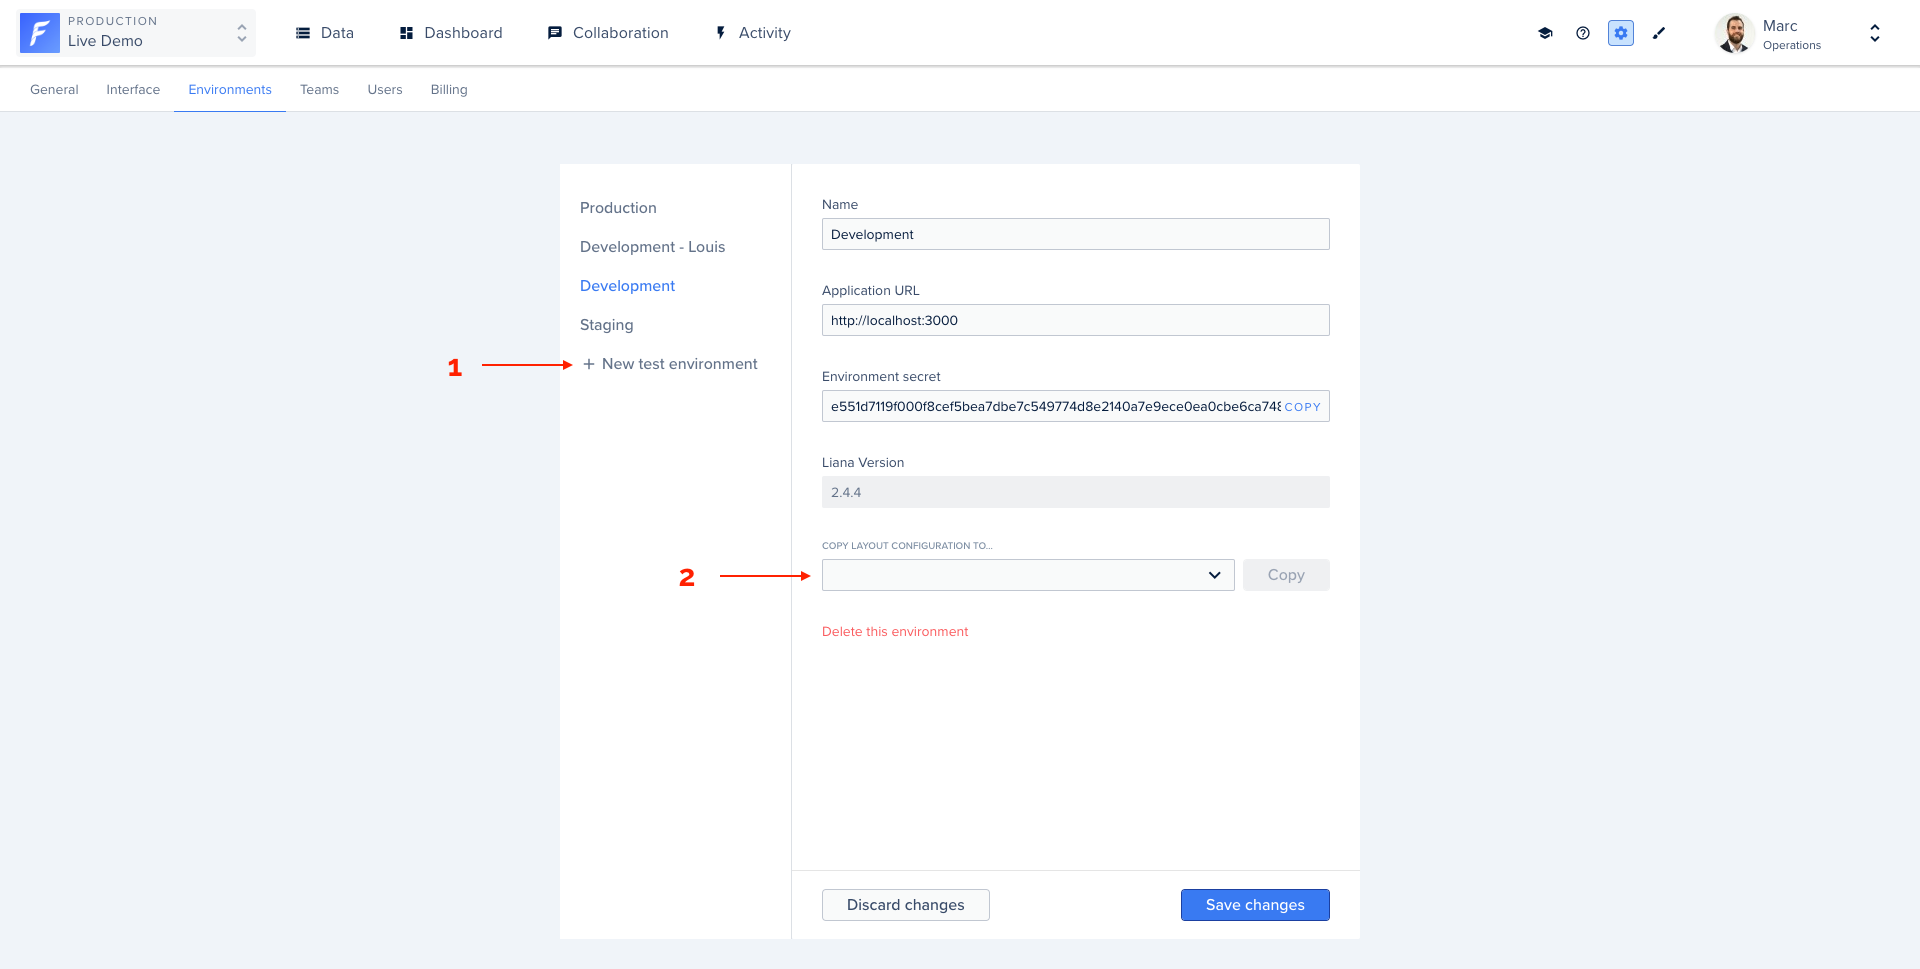 PRODUCTION
Live Demo
Data
Dashboard
Collaboration
Activity
Marc
Operations
General
Interface
Environments
Teams
Users
Billing
Production
Development - Louis
Development
Staging
1
+ New test environment
Name
Development
Application URL
http://localhost:3000
Environment secret
e551d7119f000f8cef5bea7dbe7c549774d8e2140a7e9ece0ea0cbe6ca748 COPY
Liana Version
2.4.4
COPY LAYOUT CONFIGURATION TO...
2
Copy
Delete this environment
Discard changes
Save changes